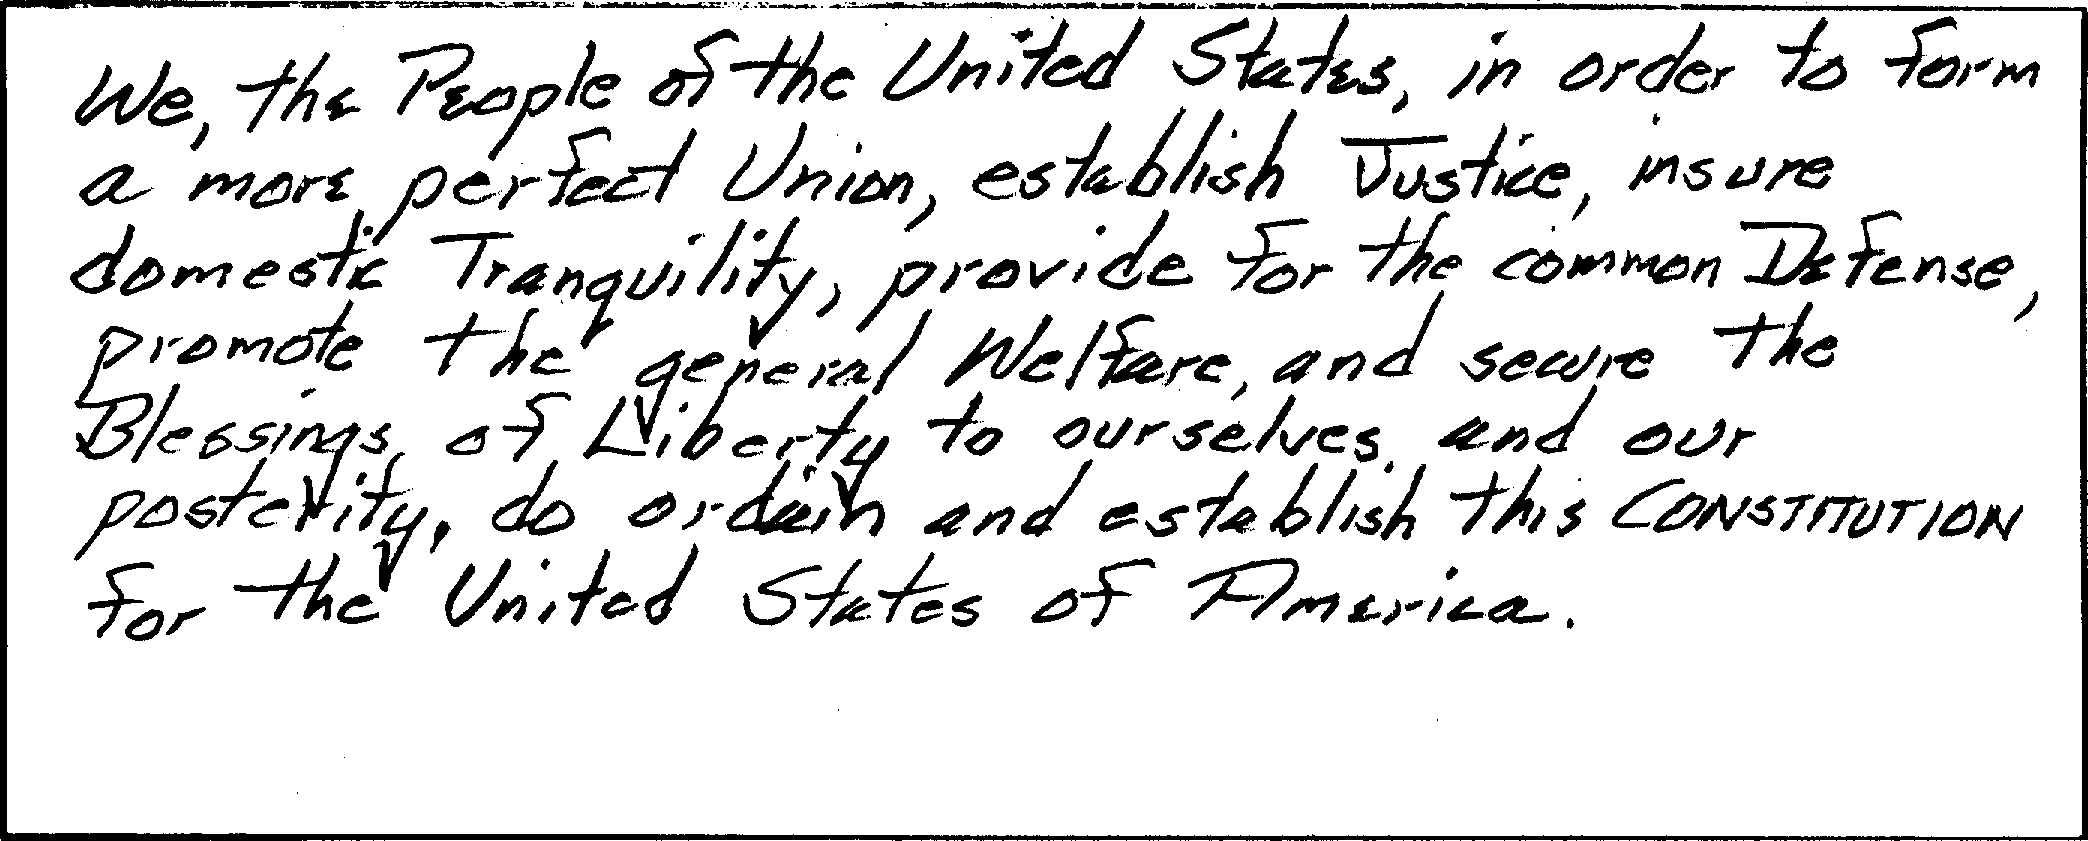 We, the People of the United States, in order to form
a more perfect Union, establish Justice, insure
domestic Tranquility, provide for the common Defense,
promote the general Welfare, and secure the
Blessings of Liberty to ourselves and our
posterity, do ordain and establish this CONSTITUTION
for the United States of America.